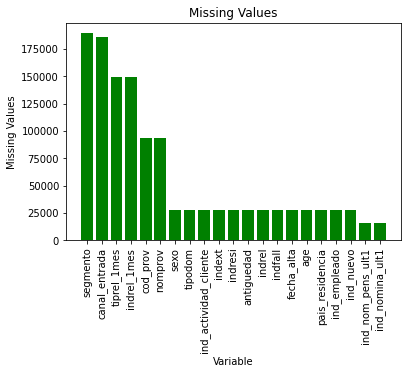 Missing Values
Missing Values
175000
150000
125000
100000
75000
50000
25000
0
segmento
canal_entrada
tiprel_1mes
indrel_1mes
cod_prov
nomprov
sexo
tipodom
ind_actividad_cliente
indext
indresi
antiguedad
indrel
indfall
fecha_alta
age
pais_residencia
ind_empleado
ind_nuevo
ind_nom_pens_ult1
ind_nomina_ult1
Variable